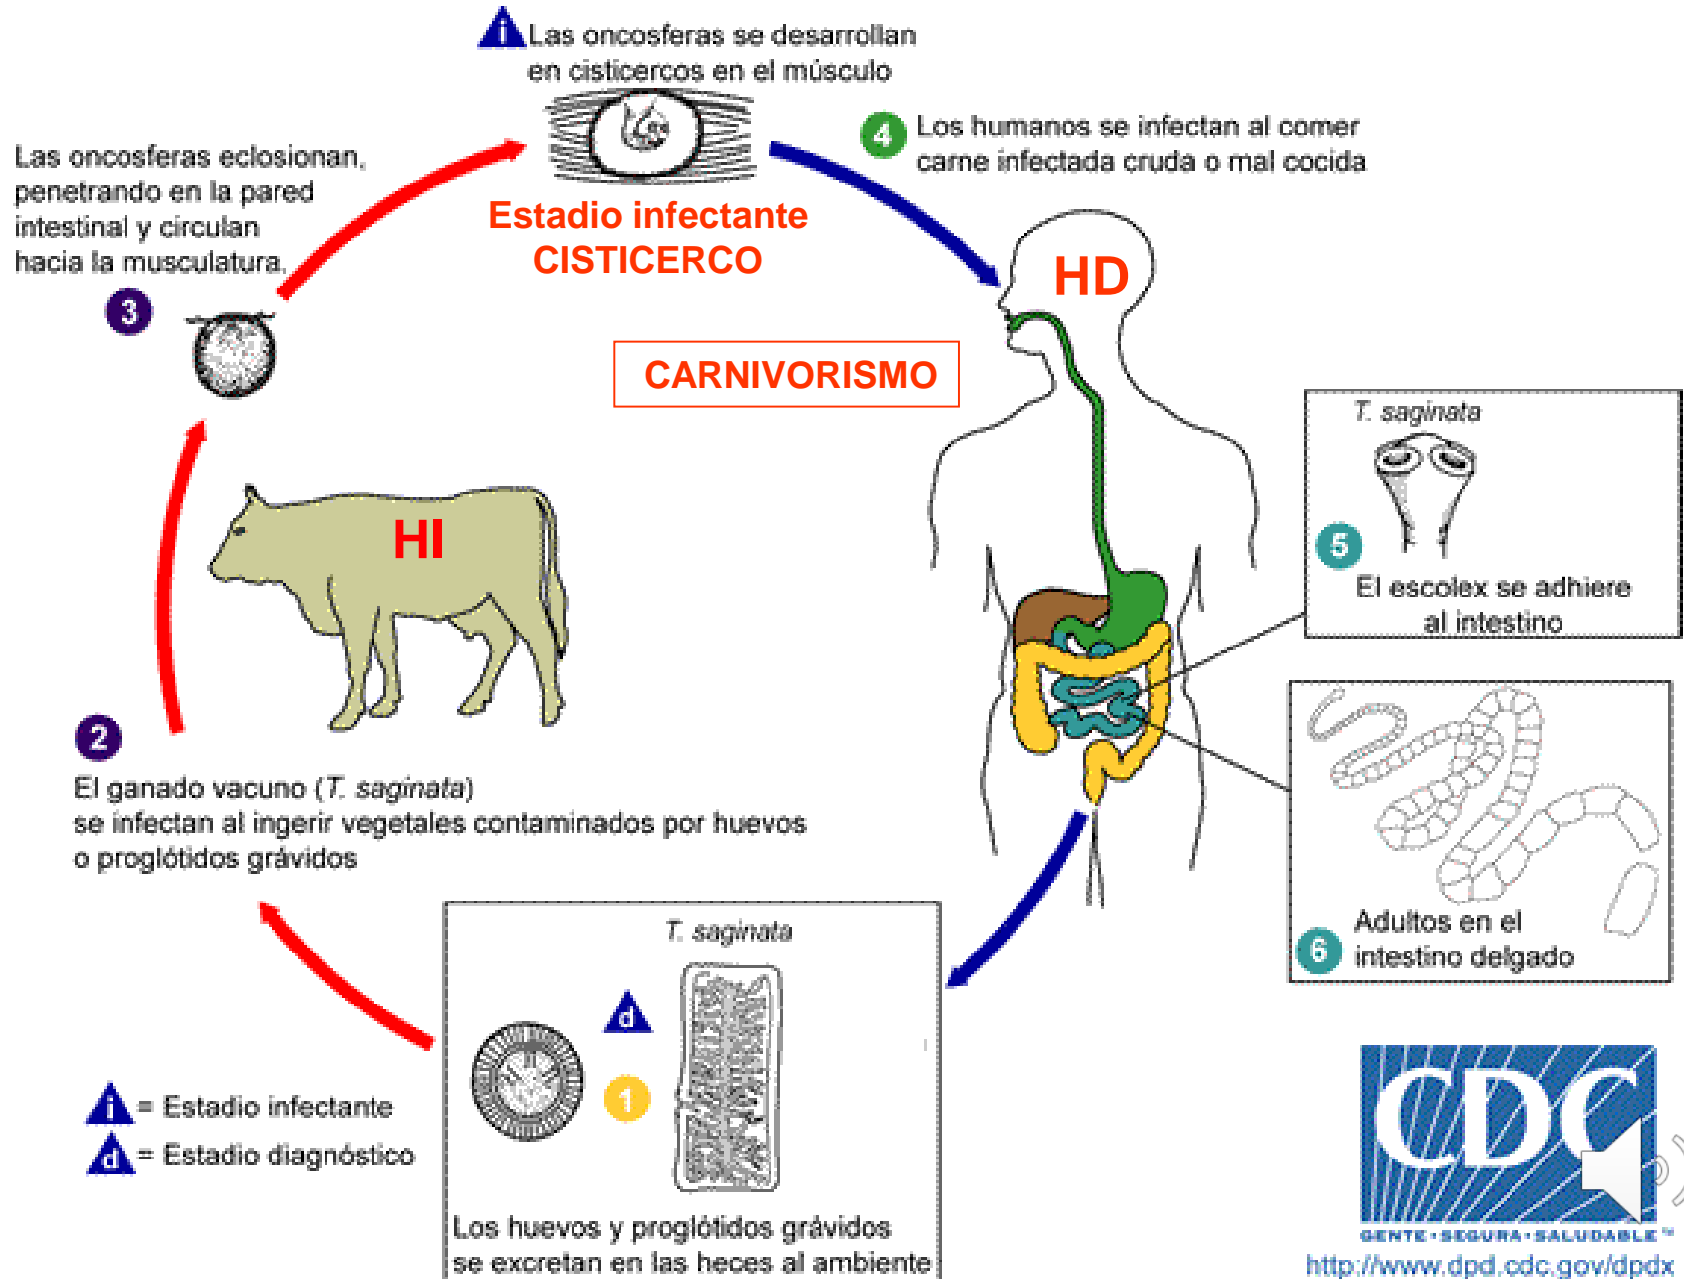 i Las oncosferas se desarrollan
en cisticercos en el músculo
4 Los humanos se infectan al comer
carne infectada cruda o mal cocida
Las oncosferas eclosionan,
penetrando en la pared
intestinal y circulan
hacia la musculatura.
3
Estadio infectante
CISTICERCO
HD
CARNIVORISMO
T. saginata
5
El escolex se adhiere
al intestino
HI
2
El ganado vacuno (T. saginata)
se infectan al ingerir vegetales contaminados por huevos
o proglótidos grávidos
6
Adultos en el
intestino delgado
T. saginata
d
1
Los huevos y proglótidos grávidos
se excretan en las heces al ambiente
i = Estadio infectante
d = Estadio diagnóstico
CDC
GENTE·SEGURA·SALUDABLE™
http://www.dpd.cdc.gov/dpdx